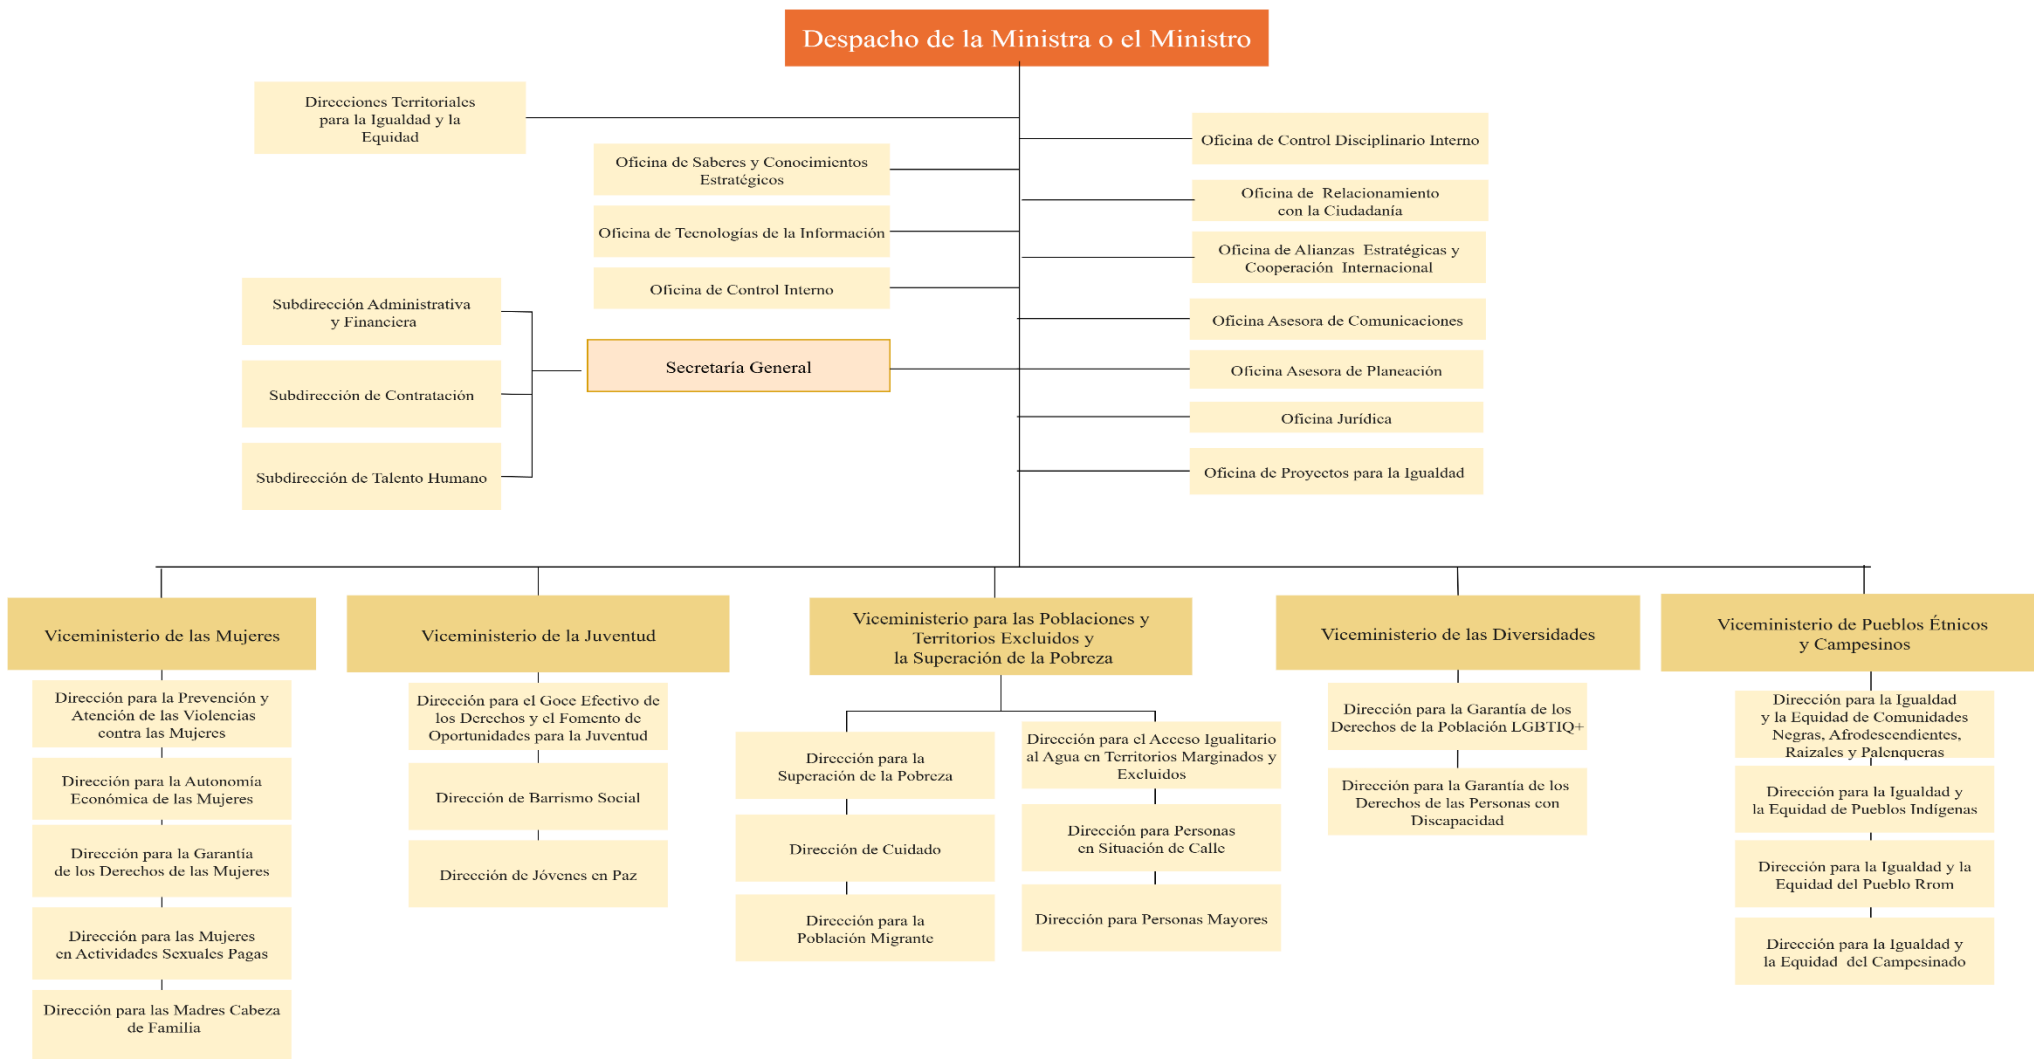 Despacho de la Ministra o el Ministro
Direcciones Territoriales
para la Igualdad y la
Equidad
Oficina de Control Disciplinario Interno
Oficina de Saberes y Conocimientos
Estratégicos
Oficina de Relacionamiento
con la Ciudadanía
Oficina de Tecnologías de la Información
Oficina de Alianzas Estratégicas y
Cooperación Internacional
Oficina de Control Interno
Subdirección Administrativa
y Financiera
Oficina Asesora de Comunicaciones
Secretaría General
Oficina Asesora de Planeación
Subdirección de Contratación
Oficina Jurídica
Subdirección de Talento Humano
Oficina de Proyectos para la Igualdad
Viceministerio de las Mujeres
Dirección para la Prevención y
Atención de las Violencias
contra las Mujeres
Dirección para la Autonomía
Económica de las Mujeres
Dirección para la Garantía
de los Derechos de las Mujeres
Dirección para las Mujeres
en Actividades Sexuales Pagas
Dirección para las Madres Cabeza
de Familia
Viceministerio de la Juventud
Dirección para el Goce Efectivo de
los Derechos y el Fomento de
Oportunidades para la Juventud
Dirección de Barrismo Social
Dirección de Jóvenes en Paz
Viceministerio para las Poblaciones y
Territorios Excluidos y
la Superación de la Pobreza
Dirección para la
Superación de la Pobreza
Dirección de Cuidado
Dirección para la
Población Migrante
Dirección para el Acceso Igualitario
al Agua en Territorios Marginados y
Excluidos
Dirección para Personas
en Situación de Calle
Dirección para Personas Mayores
Viceministerio de las Diversidades
Dirección para la Garantía de los
Derechos de la Población LGBTIQ+
Dirección para la Garantía de los
Derechos de las Personas con
Discapacidad
Viceministerio de Pueblos Étnicos
y Campesinos
Dirección para la Igualdad
y la Equidad de Comunidades
Negras, Afrodescendientes,
Raizales y Palenqueras
Dirección para la Igualdad y
la Equidad de Pueblos Indígenas
Dirección para la Igualdad y la
Equidad del Pueblo Rrom
Dirección para la Igualdad y
la Equidad del Campesinado